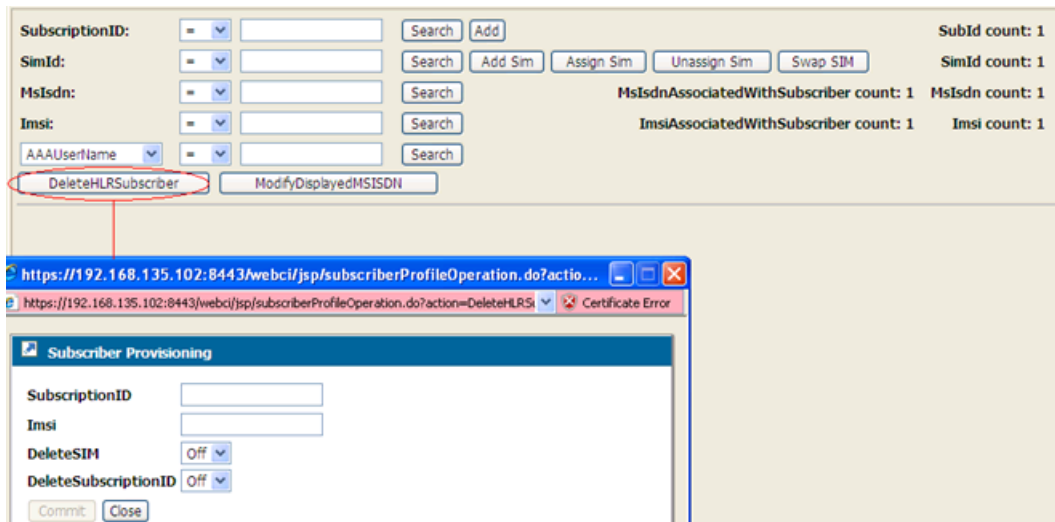 SubscriptionID: = Search Add SubId count: 1
SimId: = Search Add Sim Assign Sim Unassign Sim Swap SIM SimId count: 1
MsIsdn: = Search MsIsdnAssociatedWithSubscriber count: 1 MsIsdn count: 1
Imsi: = Search ImsiAssociatedWithSubscriber count: 1 Imsi count: 1
AAAUserName = Search
DeleteHLRSubscriber ModifyDisplayedMSISDN
https://192.168.135.102:8443/webci/jsp/subscriberProfileOperation.do?actio...
https://192.168.135.102:8443/webci/jsp/subscriberProfileOperation.do?action=DeleteHLRS Certificate Error
Subscriber Provisioning
SubscriptionID
Imsi
DeleteSIM Off
DeleteSubscriptionID Off
Commit Close